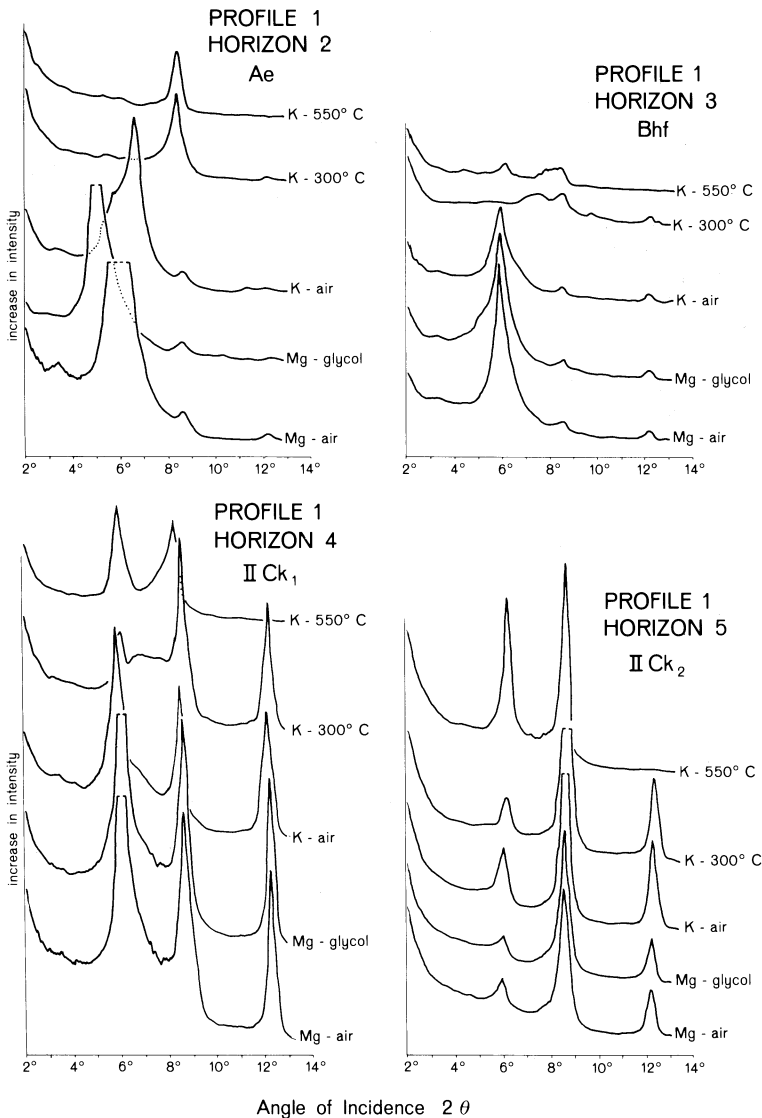 PROFILE 1
HORIZON 2
Ae
K - 550° C
K - 300° C
K - air
Mg - glycol
Mg - air
increase in intensity
2° 4° 6° 8° 10° 12° 14°
PROFILE 1
HORIZON 3
Bhf
K - 550° C
K - 300° C
K - air
Mg - glycol
Mg - air
2° 4° 6° 8° 10° 12° 14°
PROFILE 1
HORIZON 4
II Ck₁
K - 550° C
K - 300° C
K - air
Mg - glycol
Mg - air
increase in intensity
2° 4° 6° 8° 10° 12° 14°
PROFILE 1
HORIZON 5
II Ck₂
K - 550° C
K - 300° C
K - air
Mg - glycol
Mg - air
2° 4° 6° 8° 10° 12° 14°
Angle of Incidence 2 θ